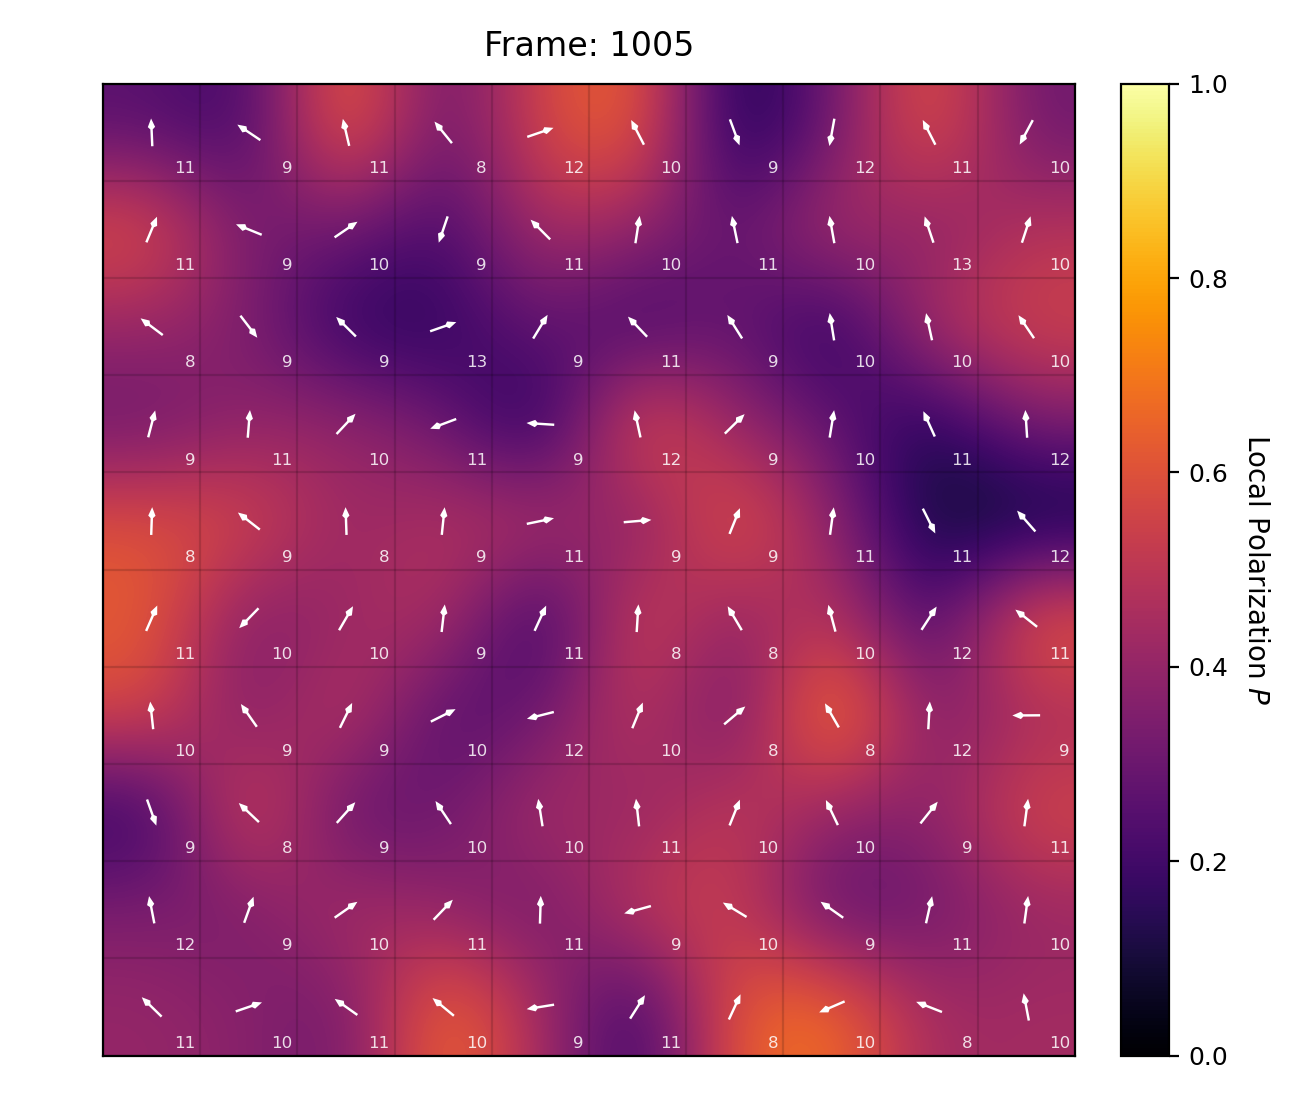 Frame: 1005
11 9 11 8 12 10 9 12 11 10
11 9 10 9 11 10 11 10 13 10
8 9 9 13 9 11 9 10 10 10
9 11 10 11 9 12 9 10 11 12
8 9 8 9 11 9 9 11 11 12
11 10 10 9 11 8 8 10 12 11
10 9 9 10 12 10 8 8 12 9
9 8 9 10 10 11 10 10 9 11
12 9 10 11 11 9 10 9 11 10
11 10 11 10 9 11 8 10 8 10
1.0
0.8
0.6
0.4
0.2
0.0
Local Polarization P